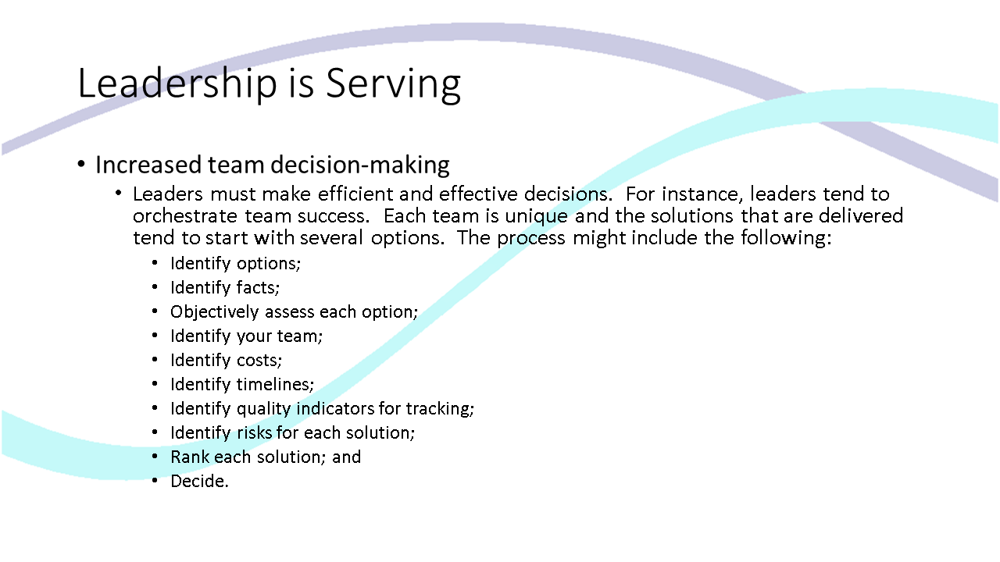 Leadership is Serving
• Increased team decision-making
• Leaders must make efficient and effective decisions.  For instance, leaders tend to
orchestrate team success.  Each team is unique and the solutions that are delivered
tend to start with several options.  The process might include the following:
• Identify options;
• Identify facts;
• Objectively assess each option;
• Identify your team;
• Identify costs;
• Identify timelines;
• Identify quality indicators for tracking;
• Identify risks for each solution;
• Rank each solution; and
• Decide.